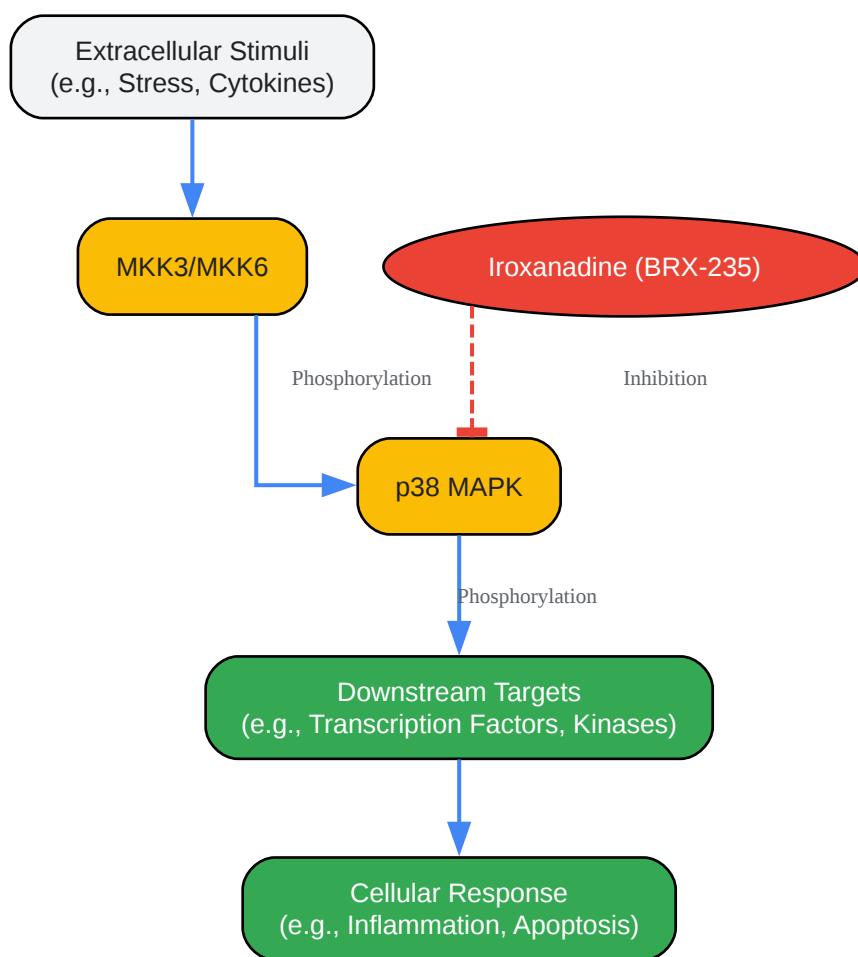 Extracellular Stimuli
(e.g., Stress, Cytokines)
MKK3/MKK6
Iroxanadine (BRX-235)
Phosphorylation
Inhibition
p38 MAPK
Phosphorylation
Downstream Targets
(e.g., Transcription Factors, Kinases)
Cellular Response
(e.g., Inflammation, Apoptosis)